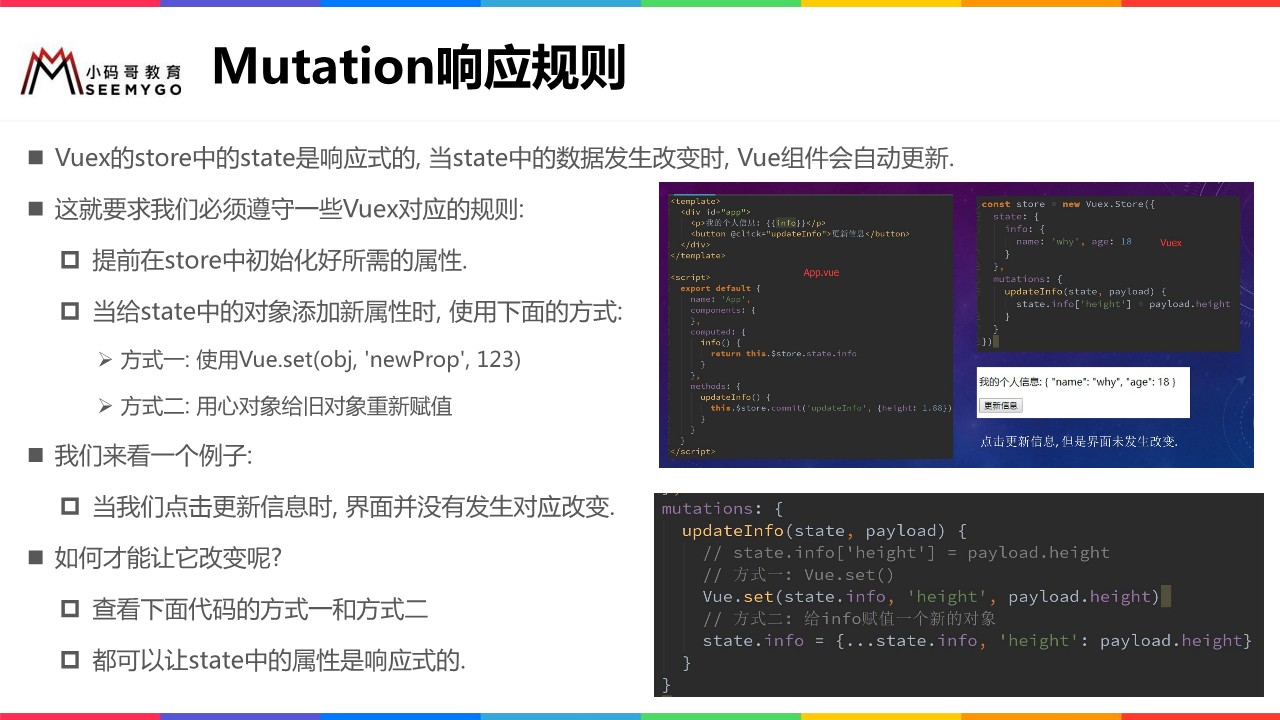 小码哥教育
SEEMYGO
Mutation响应规则
Vuex的store中的state是响应式的, 当state中的数据发生改变时, Vue组件会自动更新.
这就要求我们必须遵守一些Vuex对应的规则:
提前在store中初始化好所需的属性.
当给state中的对象添加新属性时, 使用下面的方式:
方式一: 使用Vue.set(obj, 'newProp', 123)
方式二: 用心对象给旧对象重新赋值
我们来看一个例子:
当我们点击更新信息时, 界面并没有发生对应改变.
如何才能让它改变呢?
查看下面代码的方式一和方式二
都可以让state中的属性是响应式的.
<template>
<div id="app">
<p>我的个人信息: {{info}}</p>
<button @click="updateInfo">更新信息</button>
</div>
</template>
<script>
export default {
name: 'App',
components: {
},
computed: {
info() {
return this.$store.state.info
}
},
methods: {
updateInfo() {
this.$store.commit('updateInfo', {height: 1.88})
}
}
}
</script>
App.vue
const store = new Vuex.Store({
state: {
info: {
name: 'why', age: 18
}
},
mutations: {
updateInfo(state, payload) {
state.info['height'] = payload.height
}
}
})
Vuex
我的个人信息: { "name": "why", "age": 18 }
更新信息
点击更新信息, 但是界面未发生改变.
mutations: {
updateInfo(state, payload) {
// state.info['height'] = payload.height
// 方式一: Vue.set()
Vue.set(state.info, 'height', payload.height)
// 方式二: 给info赋值一个新的对象
state.info = {...state.info, 'height': payload.height}
}
}